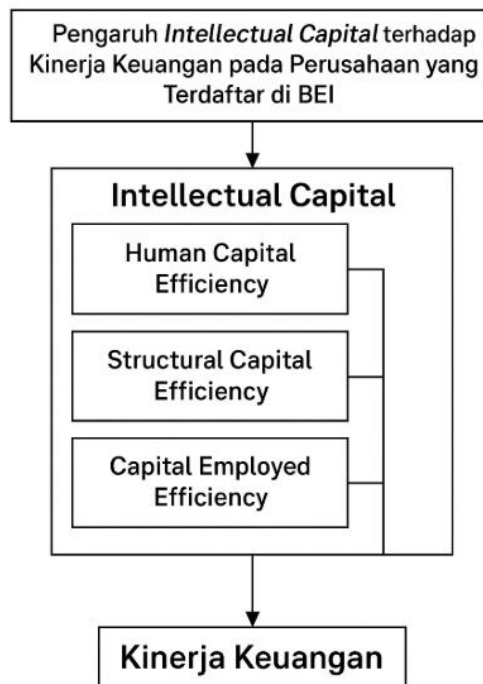 Pengaruh Intellectual Capital terhadap
Kinerja Keuangan pada Perusahaan yang
Terdaftar di BEI
Intellectual Capital
Human Capital
Efficiency
Structural Capital
Efficiency
Capital Employed
Efficiency
Kinerja Keuangan